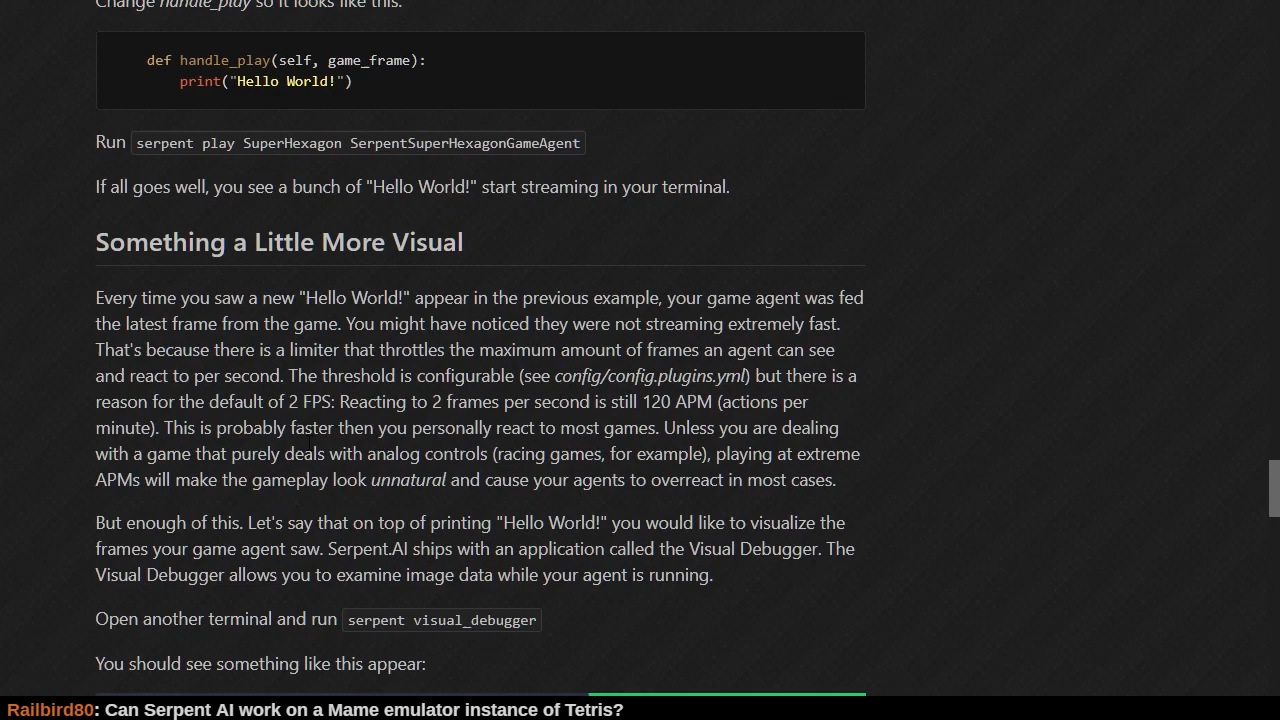 Change handle_play so it looks like this:
def handle_play(self, game_frame):
print("Hello World!")
Run serpent play SuperHexagon SerpentSuperHexagonGameAgent
If all goes well, you see a bunch of "Hello World!" start streaming in your terminal.
Something a Little More Visual
Every time you saw a new "Hello World!" appear in the previous example, your game agent was fed
the latest frame from the game. You might have noticed they were not streaming extremely fast.
That's because there is a limiter that throttles the maximum amount of frames an agent can see
and react to per second. The threshold is configurable (see config/config.plugins.yml) but there is a
reason for the default of 2 FPS: Reacting to 2 frames per second is still 120 APM (actions per
minute). This is probably faster then you personally react to most games. Unless you are dealing
with a game that purely deals with analog controls (racing games, for example), playing at extreme
APMs will make the gameplay look unnatural and cause your agents to overreact in most cases.
But enough of this. Let's say that on top of printing "Hello World!" you would like to visualize the
frames your game agent saw. Serpent.AI ships with an application called the Visual Debugger. The
Visual Debugger allows you to examine image data while your agent is running.
Open another terminal and run serpent visual_debugger
You should see something like this appear:
Railbird80: Can Serpent AI work on a Mame emulator instance of Tetris?